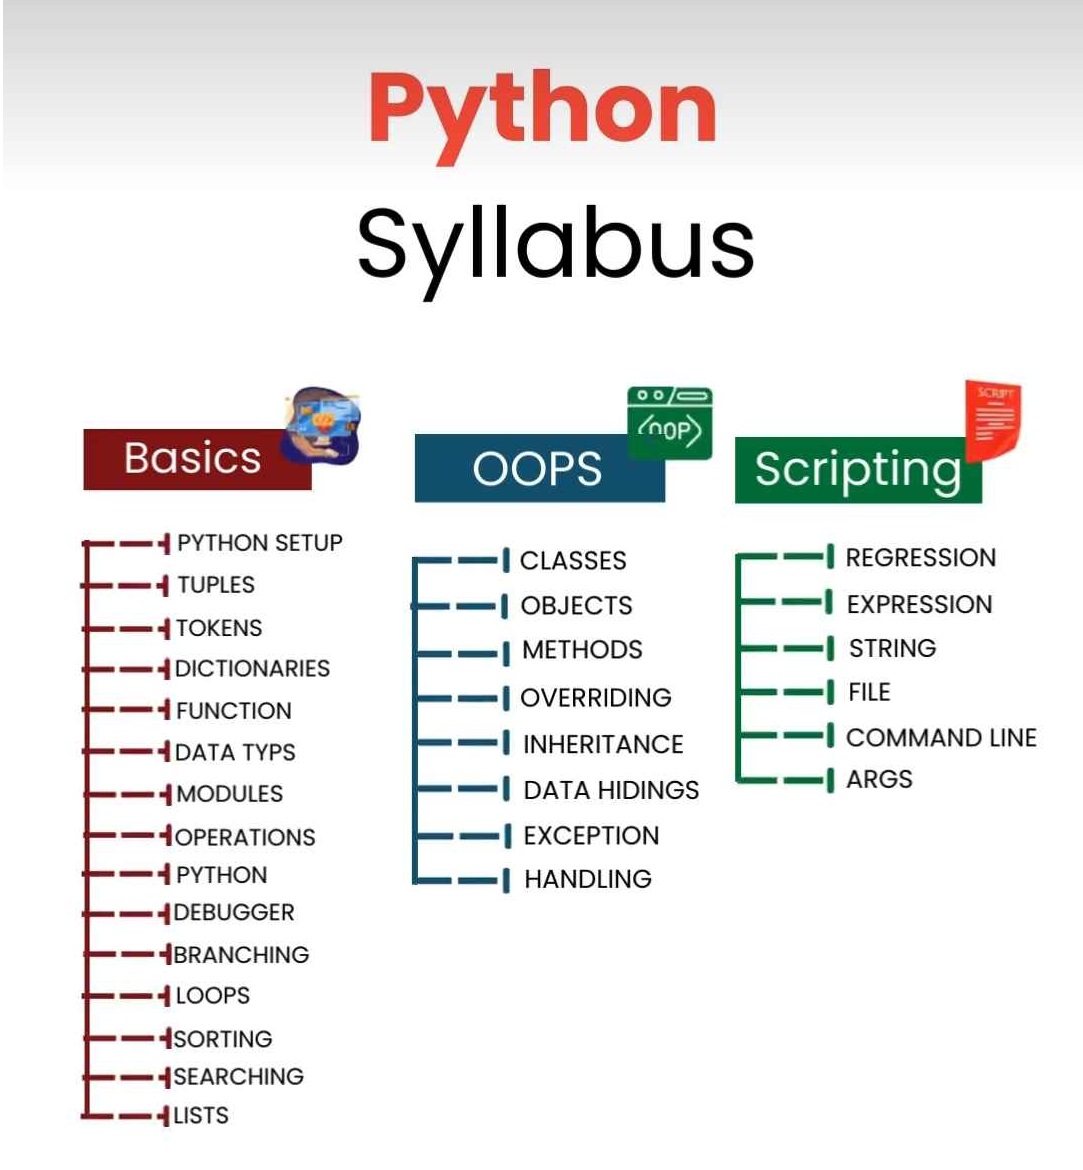 Python
Syllabus
Basics
PYTHON SETUP
TUPLES
TOKENS
DICTIONARIES
FUNCTION
DATA TYPS
MODULES
OPERATIONS
PYTHON
DEBUGGER
BRANCHING
LOOPS
SORTING
SEARCHING
LISTS
OOP
OOPS
CLASSES
OBJECTS
METHODS
OVERRIDING
INHERITANCE
DATA HIDINGS
EXCEPTION
HANDLING
SCRIPT
Scripting
REGRESSION
EXPRESSION
STRING
FILE
COMMAND LINE
ARGS